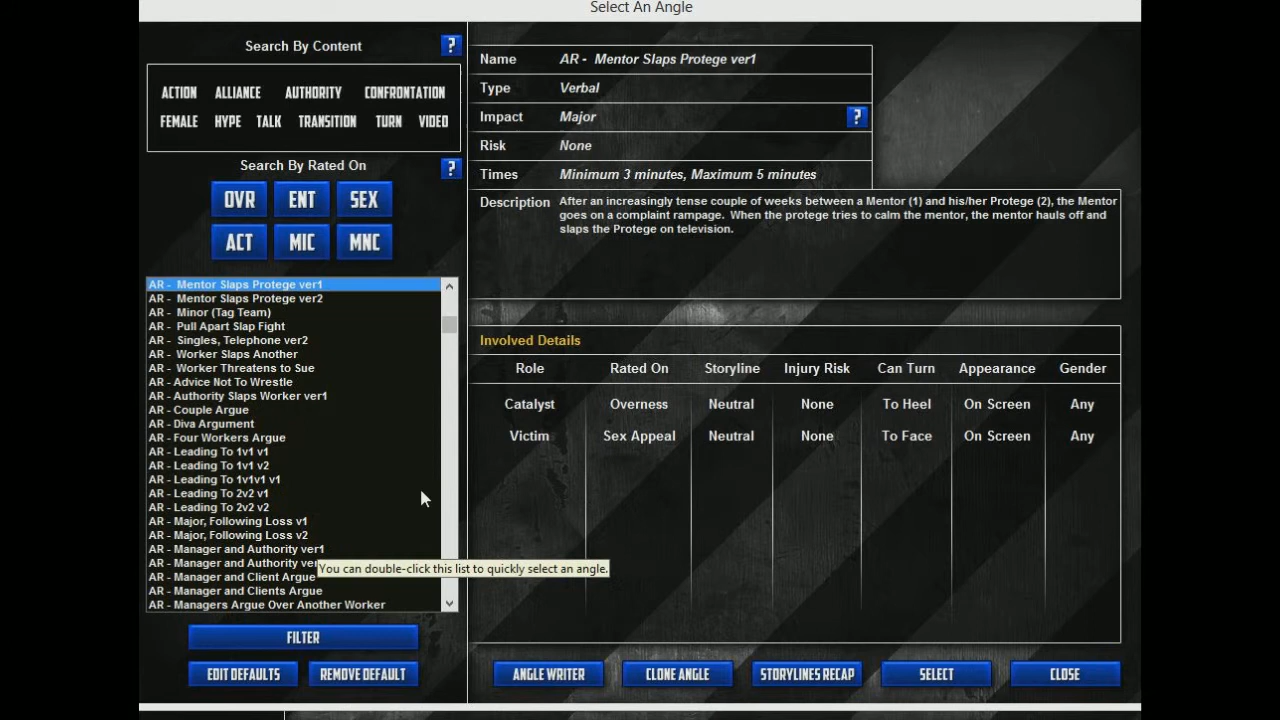 Select An Angle
Search By Content
?
ACTION ALLIANCE AUTHORITY CONFRONTATION
FEMALE HYPE TALK TRANSITION TURN VIDEO
Search By Rated On
?
OVR ENT SEX
ACT MIC MNC
AR - Mentor Slaps Protege ver1
AR - Mentor Slaps Protege ver2
AR - Minor (Tag Team)
AR - Pull Apart Slap Fight
AR - Singles, Telephone ver2
AR - Worker Slaps Another
AR - Worker Threatens to Sue
AR - Advice Not To Wrestle
AR - Authority Slaps Worker ver1
AR - Couple Argue
AR - Diva Argument
AR - Four Workers Argue
AR - Leading To 1v1 v1
AR - Leading To 1v1 v2
AR - Leading To 1v1v1 v1
AR - Leading To 2v2 v1
AR - Leading To 2v2 v2
AR - Major, Following Loss v1
AR - Major, Following Loss v2
AR - Manager and Authority ver1
AR - Manager and Authority ver
You can double-click this list to quickly select an angle.
AR - Manager and Client Argue
AR - Manager and Clients Argue
AR - Managers Argue Over Another Worker
FILTER
EDIT DEFAULTS REMOVE DEFAULT
Name AR - Mentor Slaps Protege ver1
Type Verbal
Impact Major ?
Risk None
Times Minimum 3 minutes, Maximum 5 minutes
Description After an increasingly tense couple of weeks between a Mentor (1) and his/her Protege (2), the Mentor
goes on a complaint rampage. When the protege tries to calm the mentor, the mentor hauls off and
slaps the Protege on television.
Involved Details
Role Rated On Storyline Injury Risk Can Turn Appearance Gender
Catalyst Overness Neutral None To Heel On Screen Any
Victim Sex Appeal Neutral None To Face On Screen Any
ANGLE WRITER CLONE ANGLE STORYLINES RECAP SELECT CLOSE